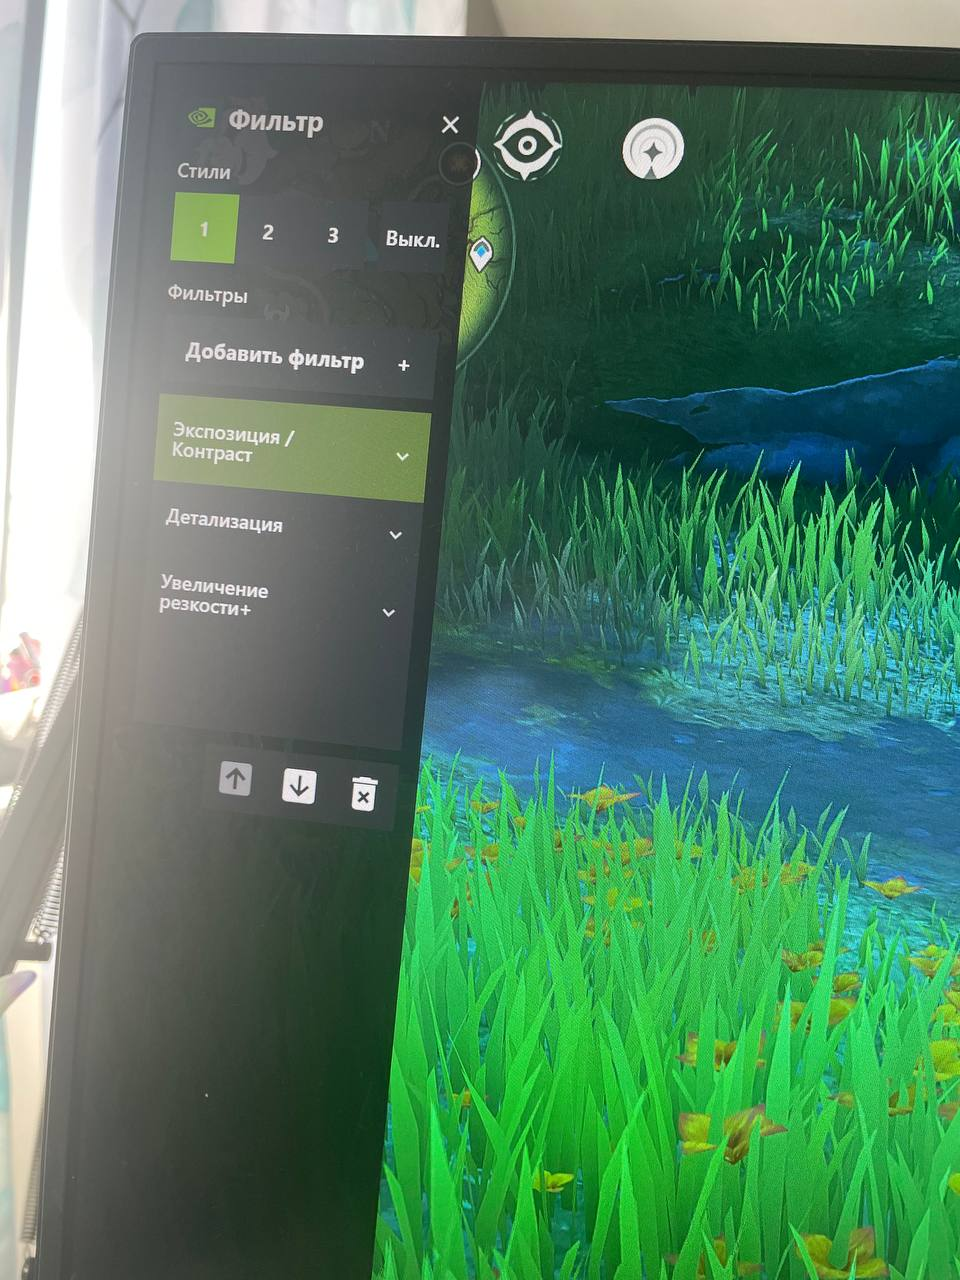 Фильтр
Стили
1 2 3 Выкл.
Фильтры
Добавить фильтр +
Экспозиция /
Контраст
Детализация
Увеличение
резкости+